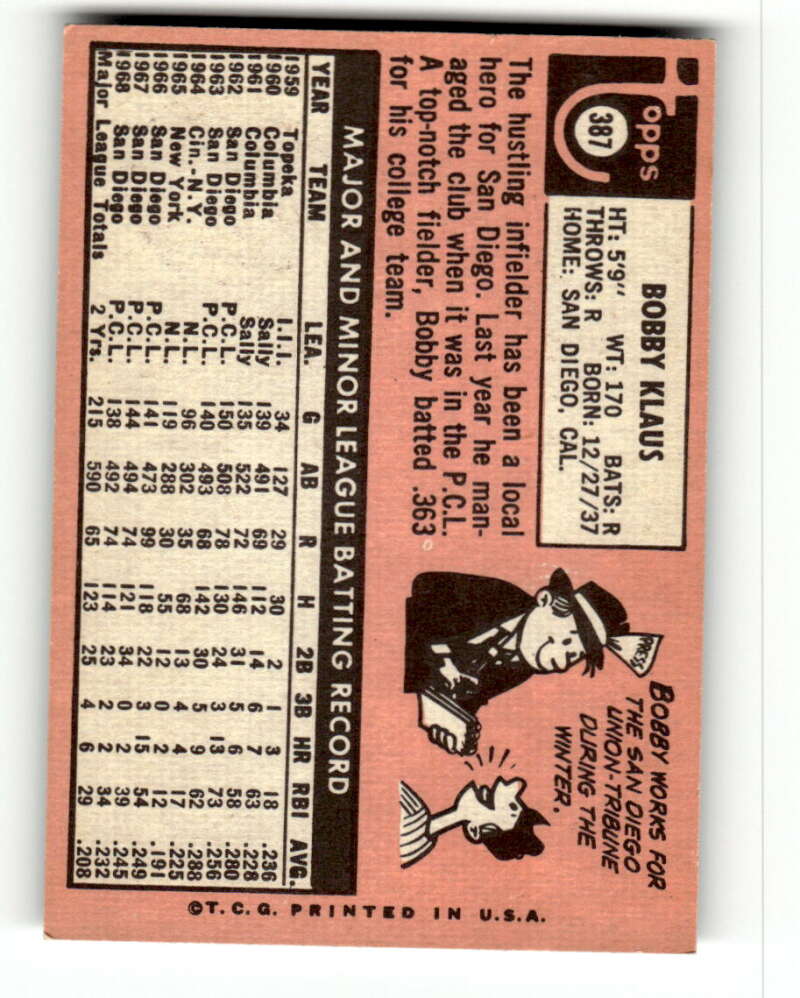 Topps
387
BOBBY KLAUS
HT: 5'9" WT: 170 BATS: R
THROWS: R BORN: 12/27/37
HOME: SAN DIEGO, CAL.
The hustling infielder has been a local
hero for San Diego. Last year he man-
aged the club when it was in the P.C.L.
A top-notch fielder, Bobby batted .363
for his college team.
PRESS
BOBBY WORKS FOR
THE SAN DIEGO
UNION-TRIBUNE
DURING THE
WINTER.
MAJOR AND MINOR LEAGUE BATTING RECORD
YEAR TEAM LEA. G AB R H 2B 3B HR RBI AVG.
1959 Topeka I.I.I. 34 127 29 30 2 1 3 18 .236
1960 Columbia Sally 139 491 69 112 14 6 7 63 .228
1961 Columbia Sally 135 522 72 146 31 5 6 58 .280
1962 San Diego P.C.L. 150 508 78 130 24 3 13 73 .256
1963 San Diego P.C.L. 140 493 68 142 30 5 9 62 .288
1964 Cin.-N.Y. N.L. 96 302 35 68 13 4 4 17 .225
1965 New York N.L. 119 288 30 55 12 0 2 12 .191
1966 San Diego P.C.L. 141 473 99 118 22 3 15 54 .249
1967 San Diego P.C.L. 144 494 74 121 34 0 2 39 .245
1968 San Diego P.C.L. 138 492 74 114 23 2 2 34 .232
Major League Totals 2 Yrs. 215 590 65 123 25 4 6 29 .208
©T.C.G. PRINTED IN U.S.A.